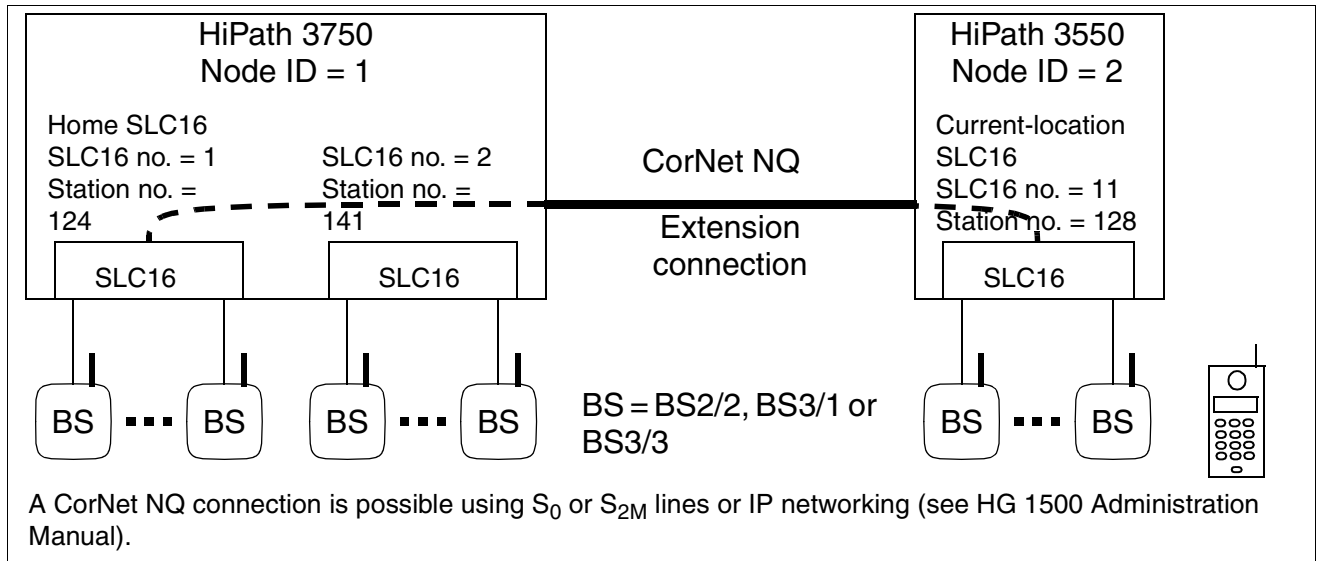 HiPath 3750
Node ID = 1
HiPath 3550
Node ID = 2
Home SLC16
SLC16 no. = 1
Station no. =
124
SLC16 no. = 2
Station no. =
141
CorNet NQ
Extension
connection
Current-location
SLC16
SLC16 no. = 11
Station no. = 128
SLC16
SLC16
SLC16
BS
BS
BS
BS
BS = BS2/2, BS3/1 or
BS3/3
BS
BS
A CorNet NQ connection is possible using S0 or S2M lines or IP networking (see HG 1500 Administration
Manual).